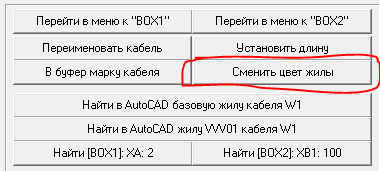 Перейти в меню к "BOX1" Перейти в меню к "BOX2"
Переименовать кабель Установить длину
В буфер марку кабеля Сменить цвет жилы
Найти в AutoCAD базовую жилу кабеля W1
Найти в AutoCAD жилу VVV01 кабеля W1
Найти [BOX1]: XA: 2 Найти [BOX2]: XB1: 100